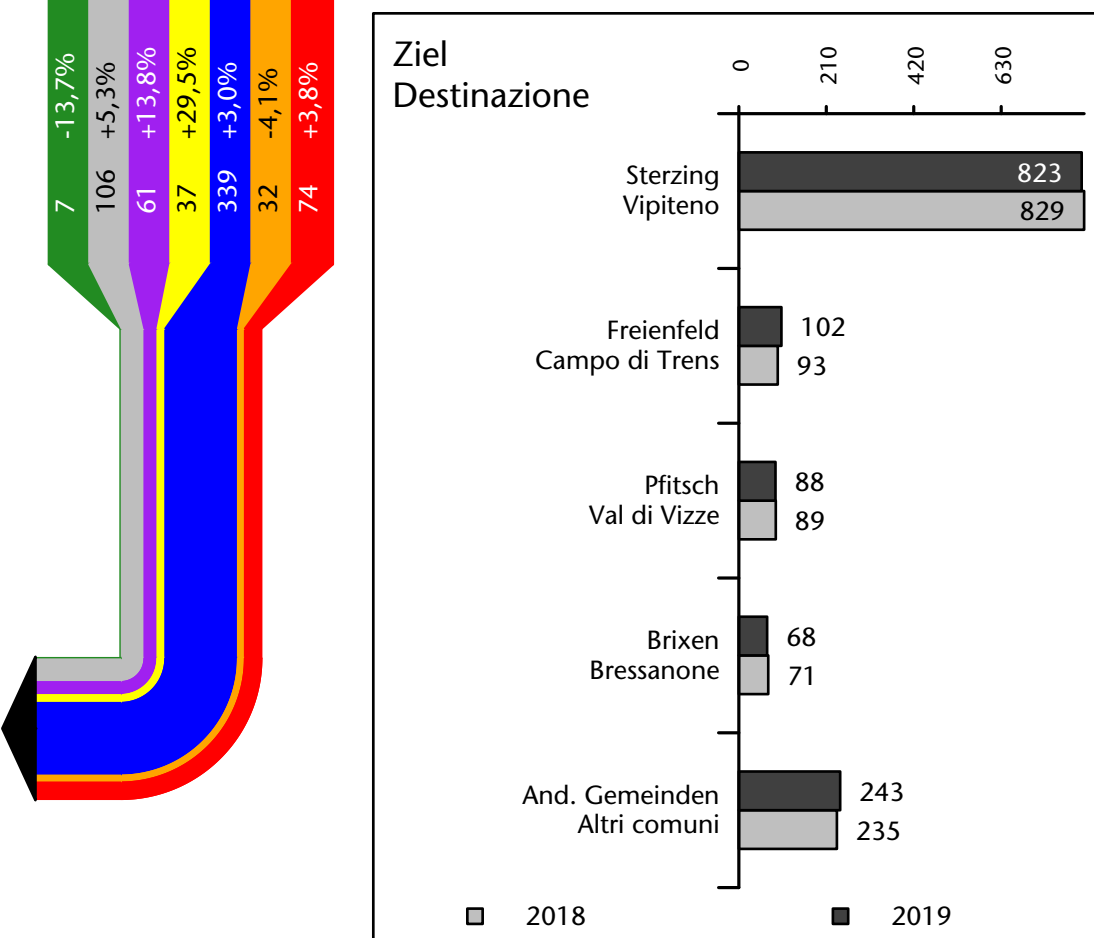 7 -13,7%
106 +5,3%
61 +13,8%
37 +29,5%
339 +3,0%
32 -4,1%
74 +3,8%
Ziel
Destinazione
0 210 420 630
Sterzing
Vipiteno
823
829
Freienfeld
Campo di Trens
102
93
Pfitsch
Val di Vizze
88
89
Brixen
Bressanone
68
71
And. Gemeinden
Altri comuni
243
235
2018 2019